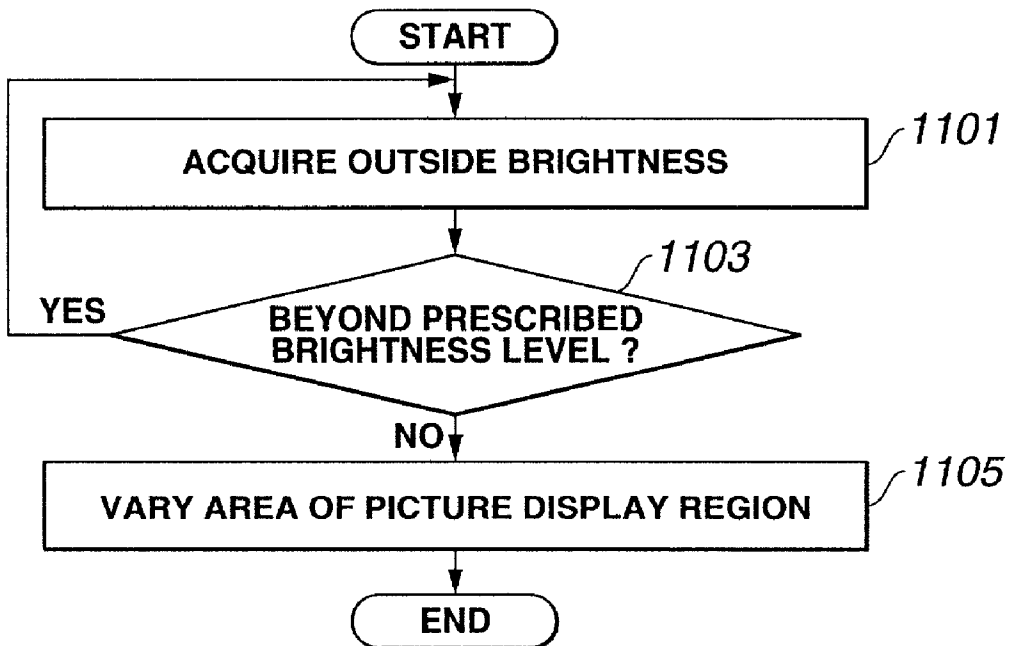 START
ACQUIRE OUTSIDE BRIGHTNESS
1101
1103
YES
BEYOND PRESCRIBED
BRIGHTNESS LEVEL ?
NO
VARY AREA OF PICTURE DISPLAY REGION
1105
END